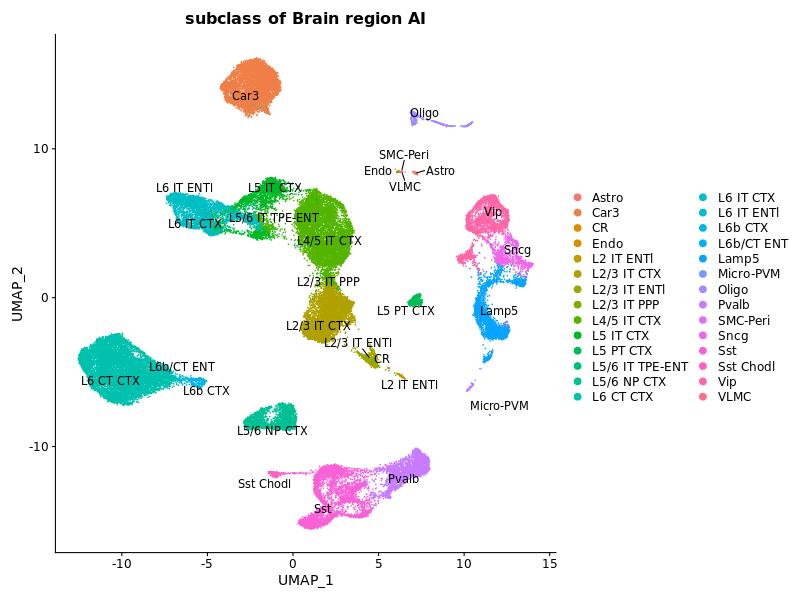 subclass of Brain region AI
Car3
Oligo
SMC-Peri
Endo
Astro
VLMC
L6 IT ENTl
L5 IT CTX
L5/6 IT TPE-ENT
L6 IT CTX
L4/5 IT CTX
Vip
Sncg
L2/3 IT PPP
L5 PT CTX
Lamp5
L2/3 IT CTX
L2/3 IT ENTl
CR
L6b/CT ENT
L6 CT CTX
L6b CTX
L2 IT ENTl
Micro-PVM
L5/6 NP CTX
Sst Chodl
Pvalb
Sst
10
0
-10
UMAP_2
-10
-5
0
5
10
15
UMAP_1
Astro
Car3
CR
Endo
L2 IT ENTl
L2/3 IT CTX
L2/3 IT ENTl
L2/3 IT PPP
L4/5 IT CTX
L5 IT CTX
L5 PT CTX
L5/6 IT TPE-ENT
L5/6 NP CTX
L6 CT CTX
L6 IT CTX
L6 IT ENTl
L6b CTX
L6b/CT ENT
Lamp5
Micro-PVM
Oligo
Pvalb
SMC-Peri
Sncg
Sst
Sst Chodl
Vip
VLMC